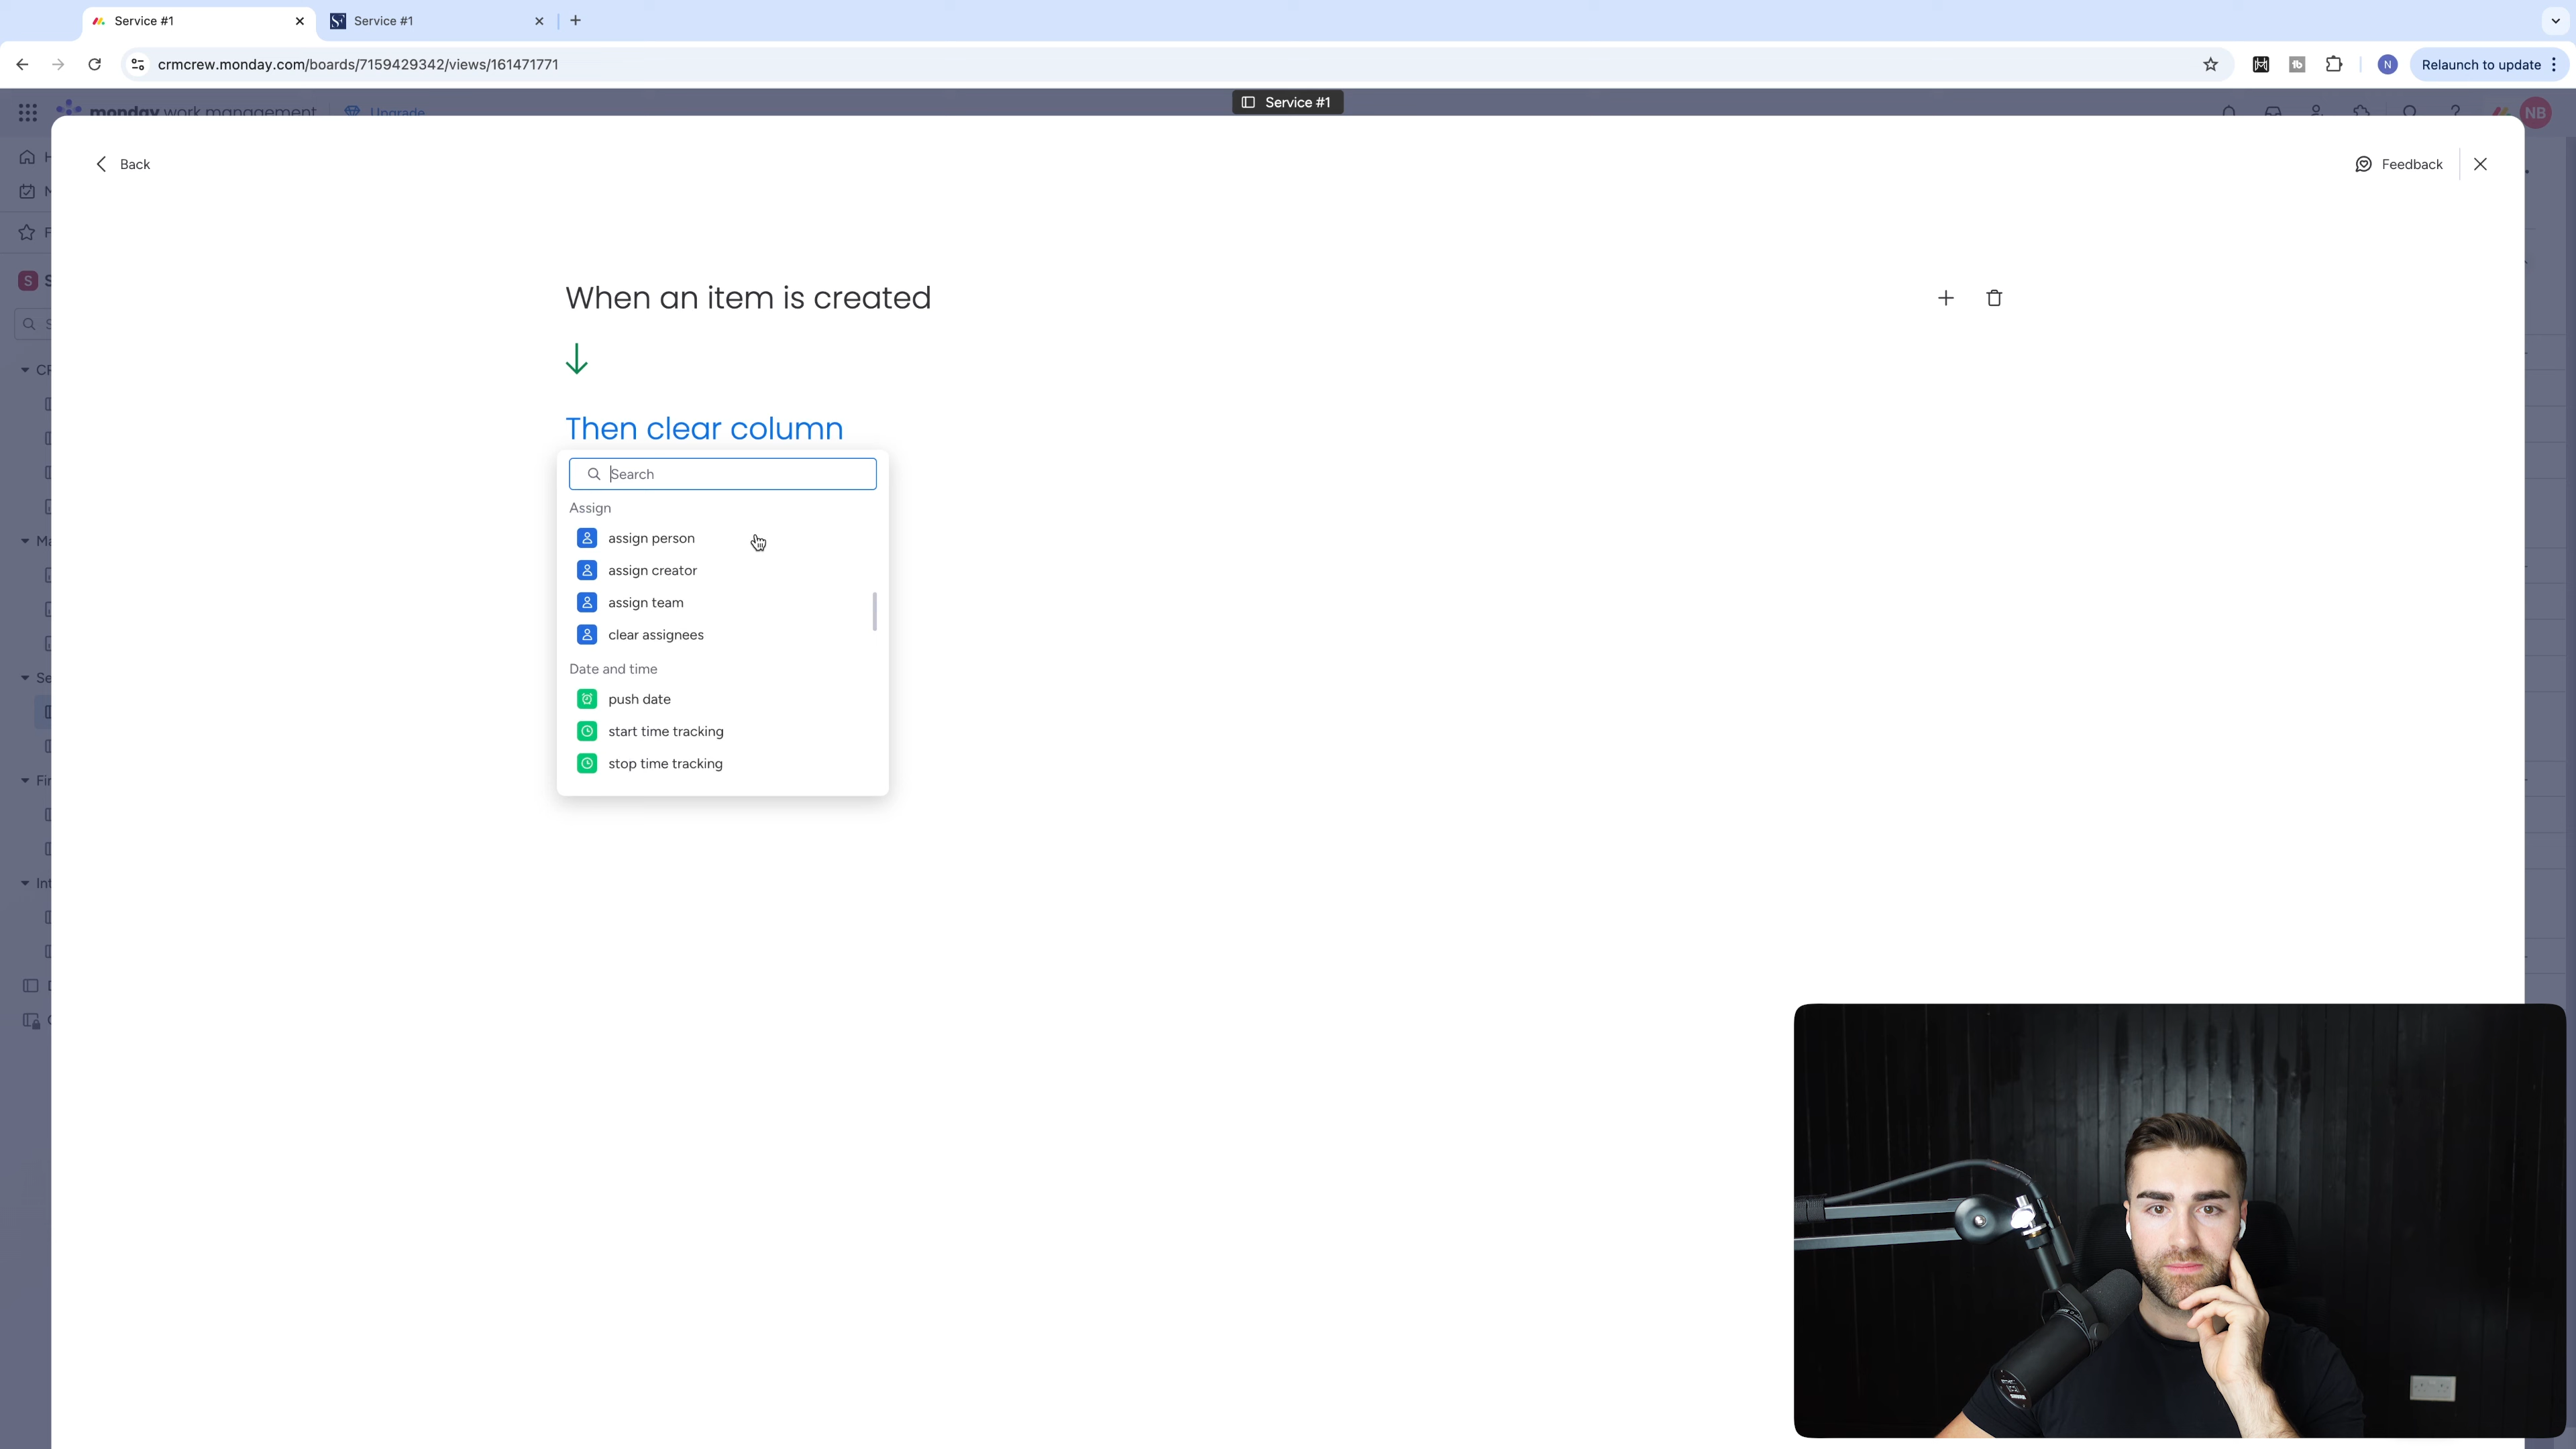 Service #1
Service #1
crmcrew.monday.com/boards/7159429342/views/161471771
N
Relaunch to update
monday work management
Upgrade
Service #1
NB
Back
Feedback
S
When an item is created
Then clear column
Search
Assign
assign person
assign creator
assign team
clear assignees
Date and time
push date
start time tracking
stop time tracking